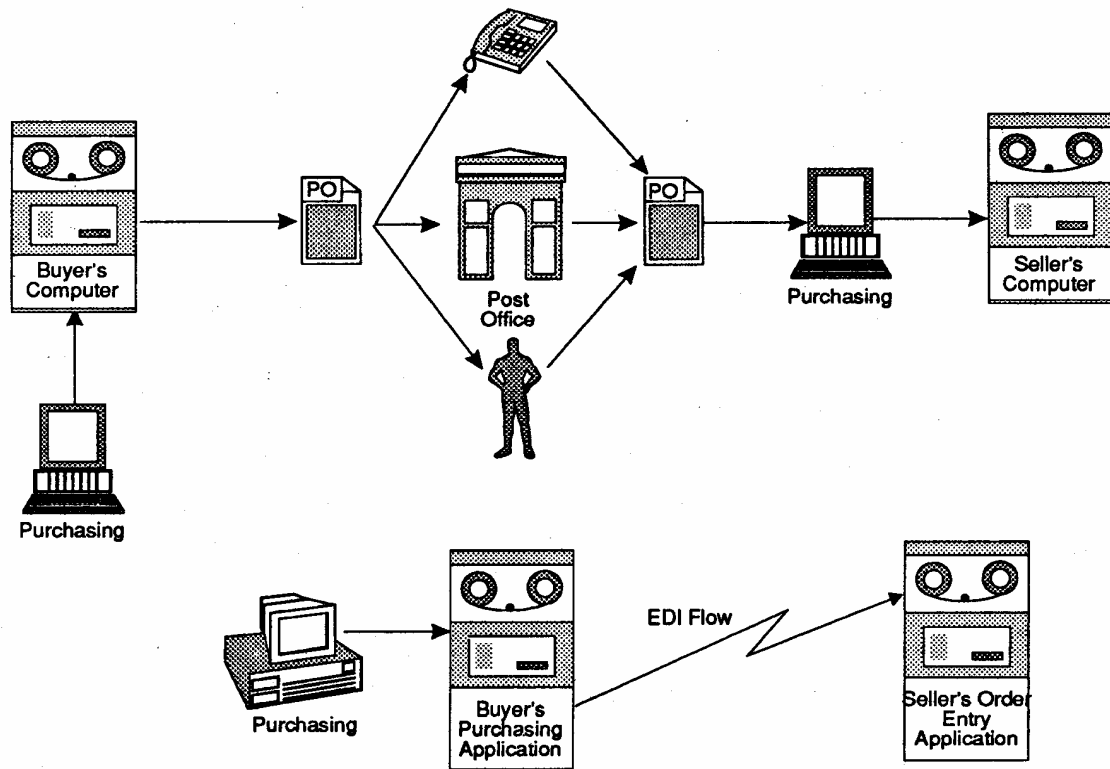 PO
PO
Buyer's
Computer
Post
Office
Purchasing
Seller's
Computer
Purchasing
EDI Flow
Purchasing
Buyer's
Purchasing
Application
Seller's Order
Entry
Application